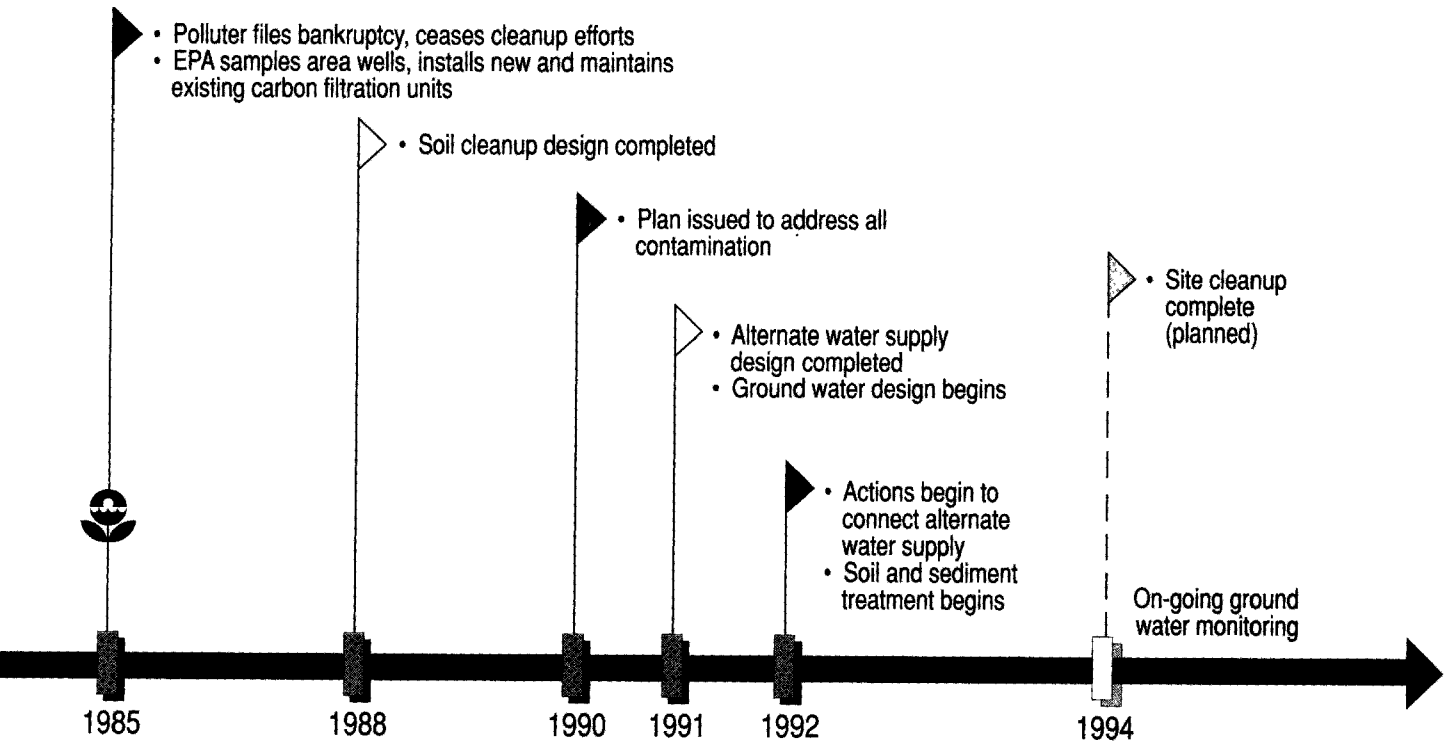 • Polluter files bankruptcy, ceases cleanup efforts
• EPA samples area wells, installs new and maintains
existing carbon filtration units
• Soil cleanup design completed
• Plan issued to address all
contamination
• Site cleanup
complete
(planned)
• Alternate water supply
design completed
• Ground water design begins
• Actions begin to
connect alternate
water supply
• Soil and sediment
treatment begins
On-going ground
water monitoring
1985
1988
1990
1991
1992
1994